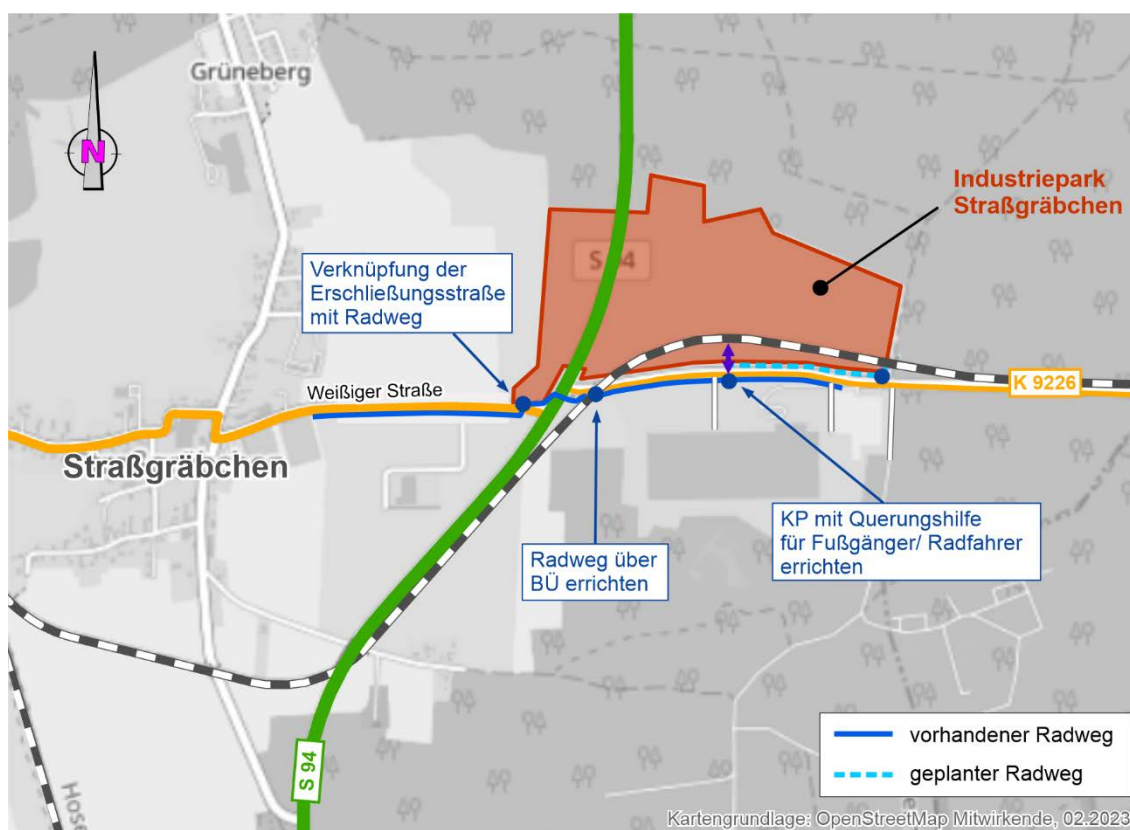 Grüneberg
N
Industriepark
Straßgräbchen
S 94
Verknüpfung der
Erschließungsstraße
mit Radweg
Weißiger Straße
K 9226
Straßgräbchen
KP mit Querungshilfe
für Fußgänger/ Radfahrer
errichten
Radweg über
BÜ errichten
S 94
Hose
vorhandener Radweg
geplanter Radweg
Kartengrundlage: OpenStreetMap Mitwirkende, 02.2023